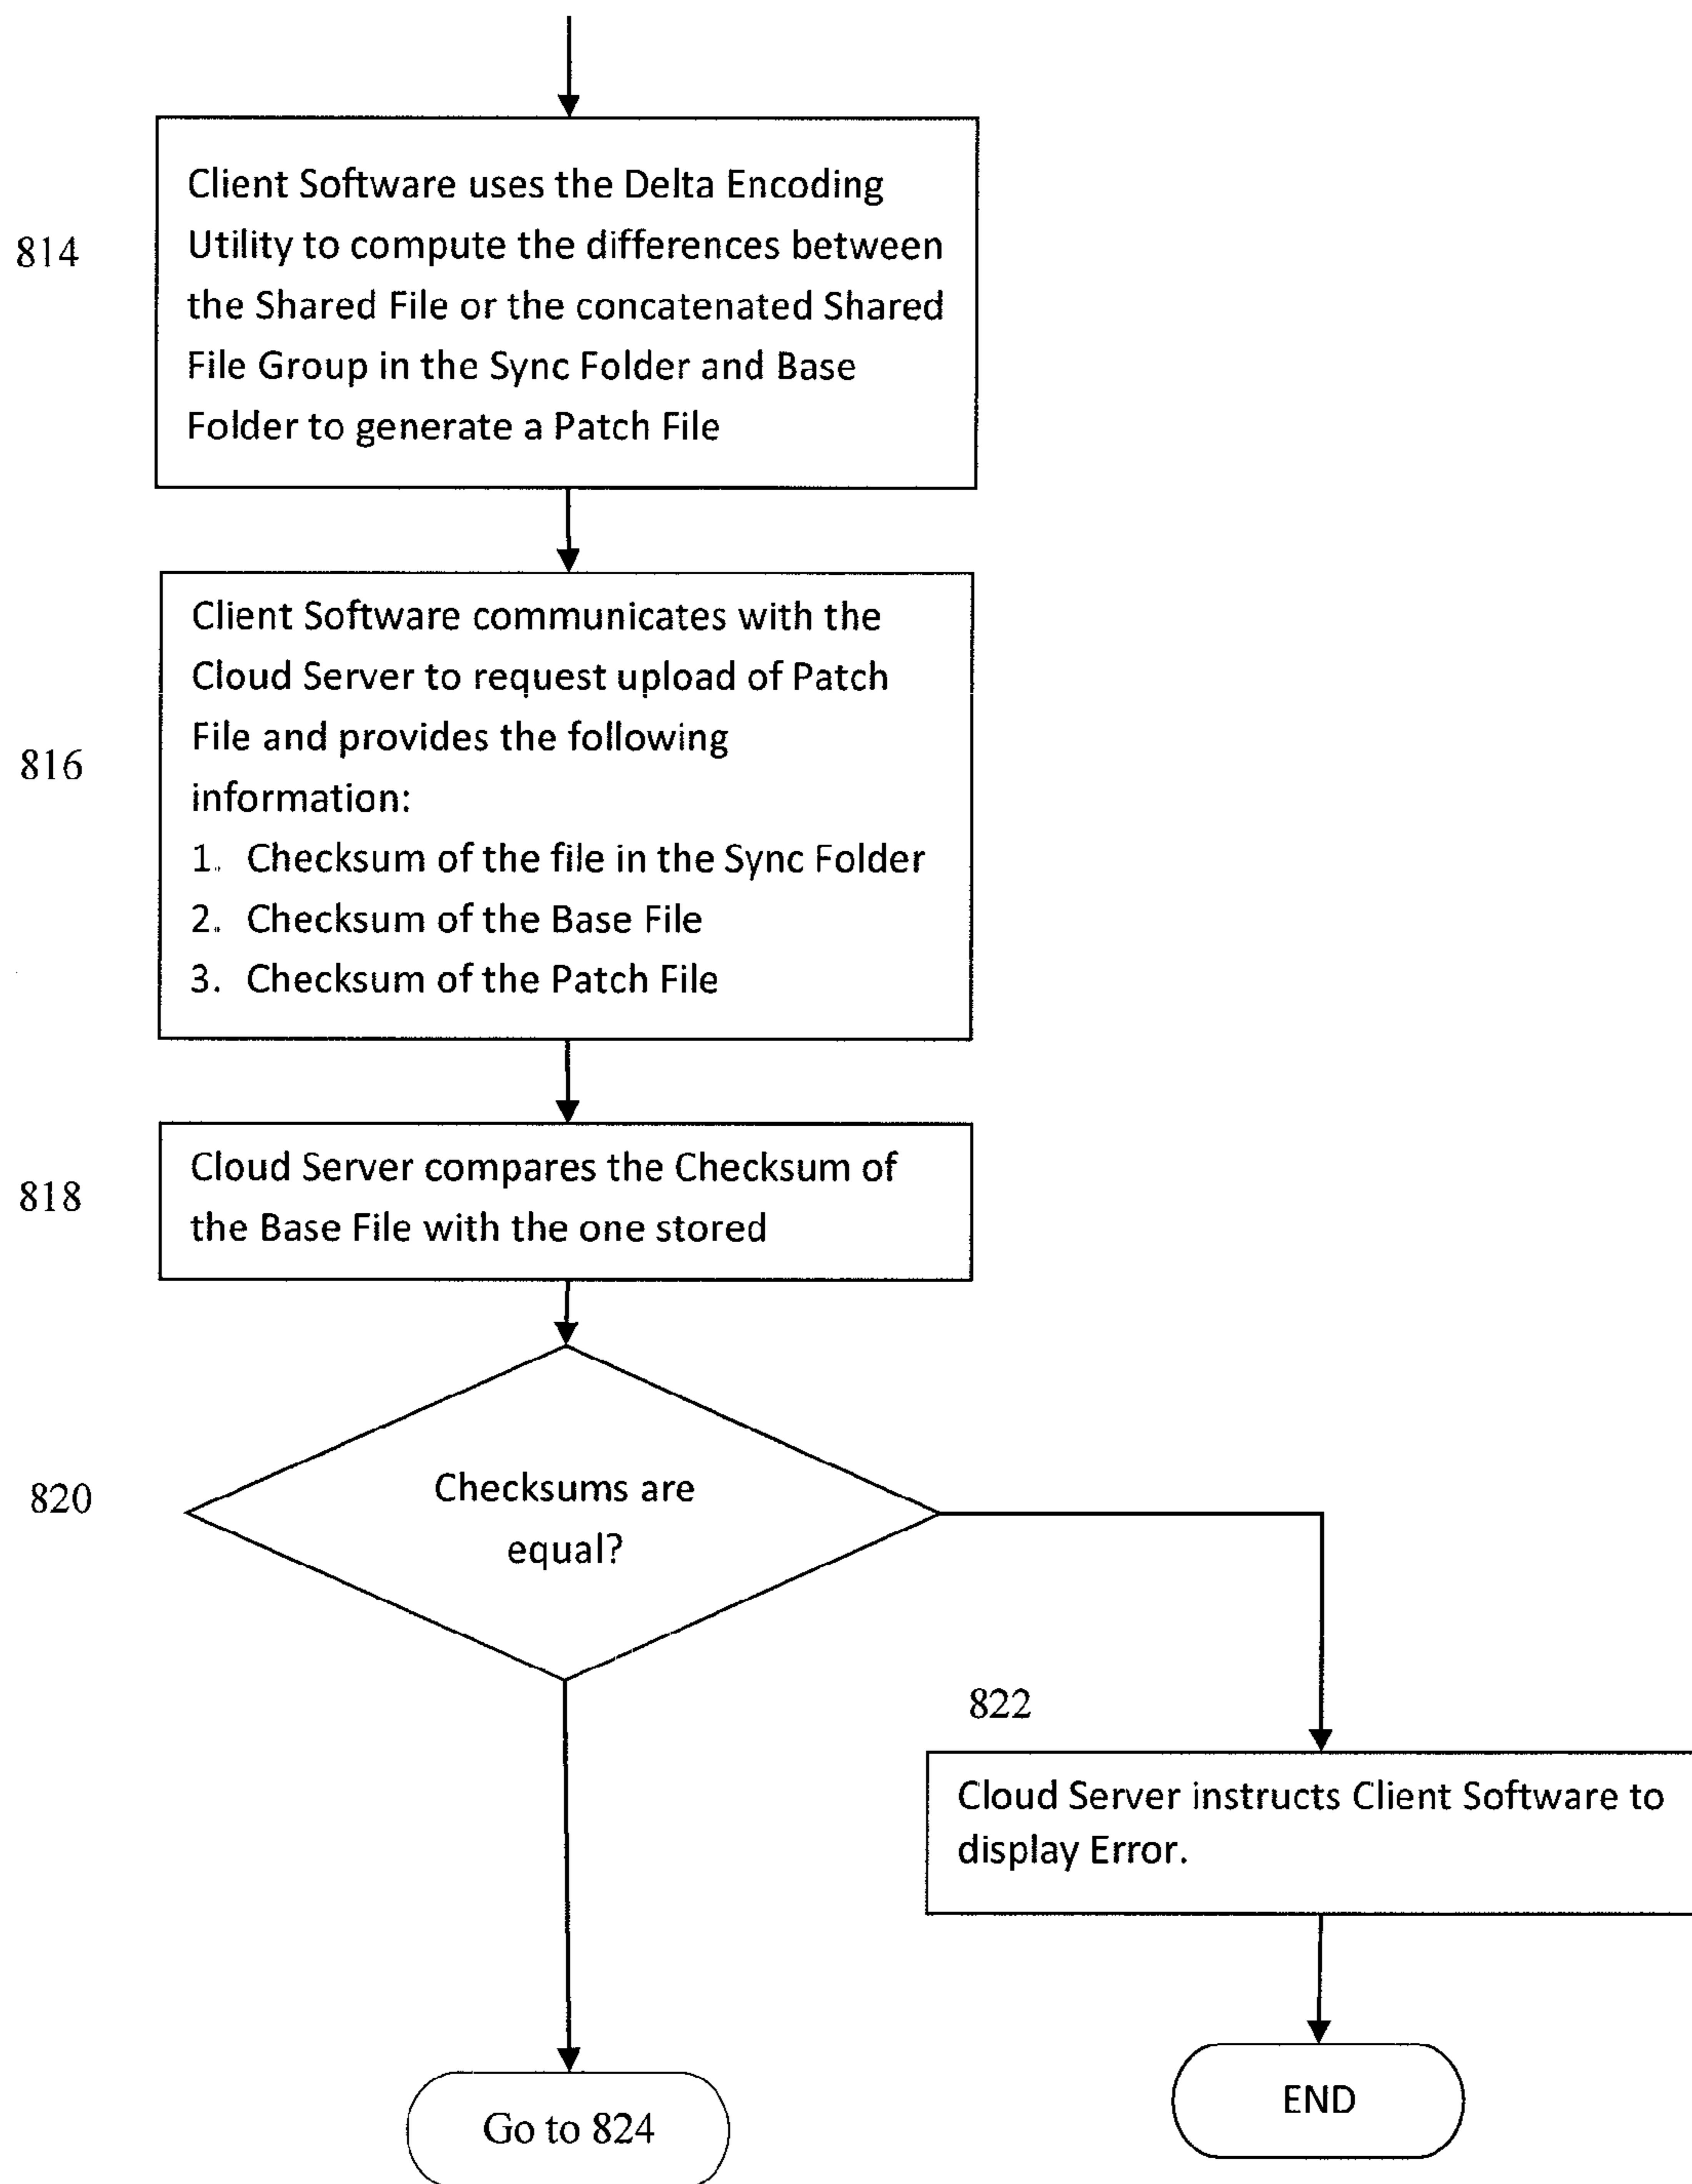 814
Client Software uses the Delta Encoding
Utility to compute the differences between
the Shared File or the concatenated Shared
File Group in the Sync Folder and Base
Folder to generate a Patch File
816
Client Software communicates with the
Cloud Server to request upload of Patch
File and provides the following
information:
1. Checksum of the file in the Sync Folder
2. Checksum of the Base File
3. Checksum of the Patch File
818
Cloud Server compares the Checksum of
the Base File with the one stored
820
Checksums are
equal?
822
Cloud Server instructs Client Software to
display Error.
Go to 824
END